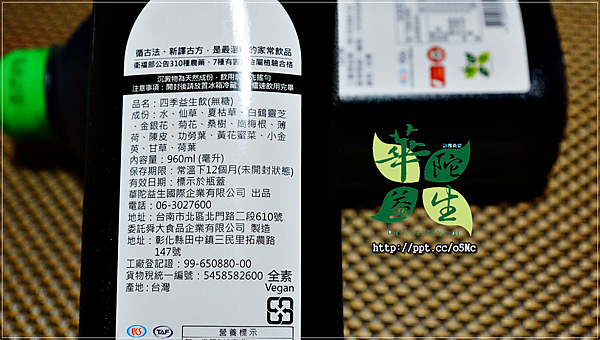 循古法、新譯古方,是最溫和的家常飲品
衛福部公告310種農藥、7種有害重金屬檢驗合格
沉澱物為天然成份,飲用前請先搖勻
注意事項:開封後請放置冰箱冷藏並儘速飲用完畢
品名:四季益生飲(無糖)
成份:水、仙草、夏枯草、白鶴靈芝
、金銀花、菊花、桑樹、崗梅根、薄
荷、陳皮、功勞葉、黃花蜜菜、小金
英、甘草、荷葉
內容量:960ml (毫升)
保存期限:常溫下12個月(未開封狀態)
有效日期:標示於瓶蓋
華陀益生國際企業有限公司 出品
電話:06-3027600
地址:台南市北區北門路二段610號
委託舜大食品企業有限公司 製造
地址:彰化縣田中鎮三民里拓農路
147號
工廠登記證:99-650880-00
貨物稅統一編號:5458582600
產地:台灣
全素
Vegan
TAF
營養標示
華陀益生
http://ppt.cc/o5Nc